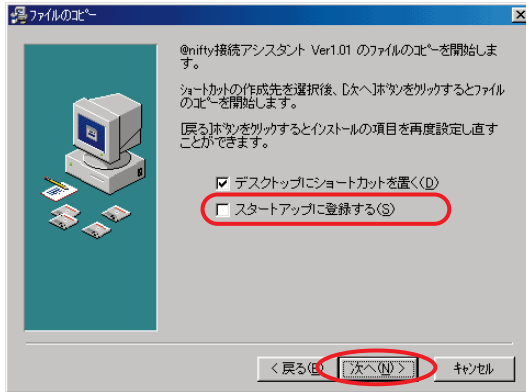 ファイルのコピー
@nifty接続アシスタント Ver1.01 のファイルのコピーを開始しま
す。
ショートカットの作成先を選択後、[次へ]ボタンをクリックするとファイル
のコピーを開始します。
[戻る]ボタンをクリックするとインストールの項目を再度設定し直す
ことができます。
デスクトップにショートカットを置く(D)
スタートアップに登録する(S)
< 戻る(B) 次へ(N) > キャンセル